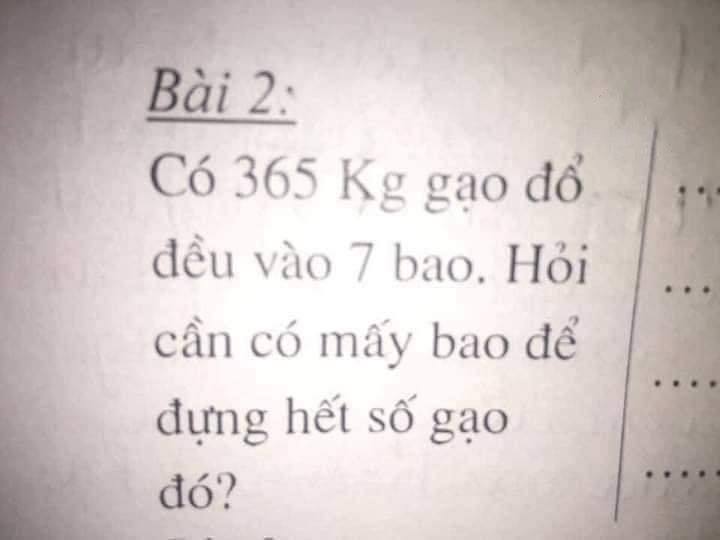 Bài 2:
Có 365 Kg gạo đổ
đều vào 7 bao. Hỏi
cần có mấy bao để
đựng hết số gạo
đó?